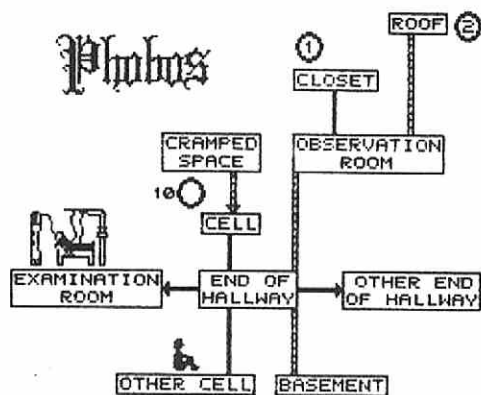 Phobos
ROOF
2
1
CLOSET
CRAMPED
SPACE
OBSERVATION
ROOM
10
CELL
EXAMINATION
ROOM
END OF
HALLWAY
OTHER END
OF HALLWAY
OTHER CELL
BASEMENT